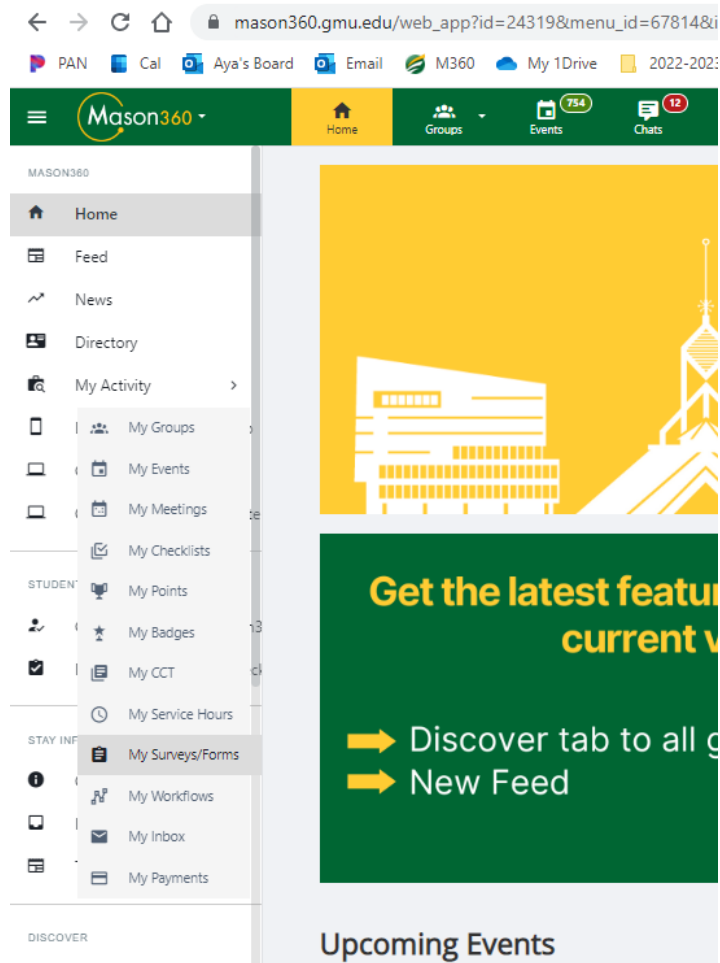 mason360.gmu.edu/web_app?id=24319&menu_id=67814&i
PAN Cal Aya's Board Email M360 My 1Drive 2022-2023
Mason360
Home
Groups
Events
754
Chats
12
MASON360
Home
Feed
News
Directory
My Activity
My Groups
My Events
My Meetings
My Checklists
STUDEN
My Points
My Badges
My CCT
My Service Hours
STAY INF
My Surveys/Forms
My Workflows
My Inbox
My Payments
DISCOVER
Get the latest featu
current v
Discover tab to all g
New Feed
Upcoming Events